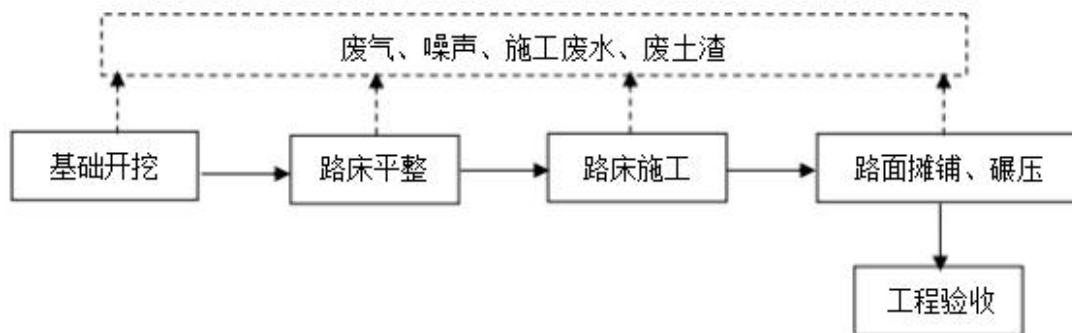 废气、噪声、施工废水、废土渣
基础开挖
路床平整
路床施工
路面摊铺、碾压
工程验收